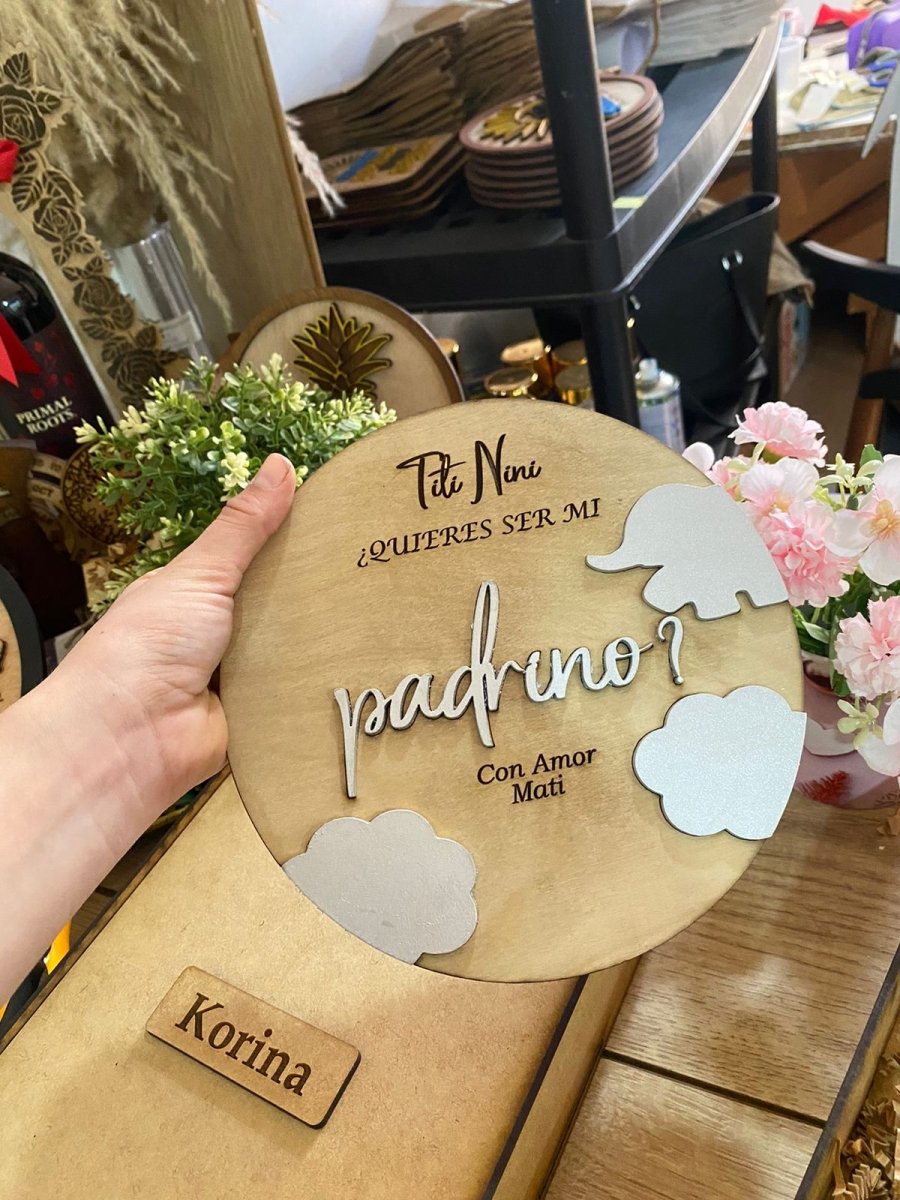 Titi Nini
¿QUIERES SER MI
padrino?
Con Amor
Mati
Korina
PRIMAL
ROOTS